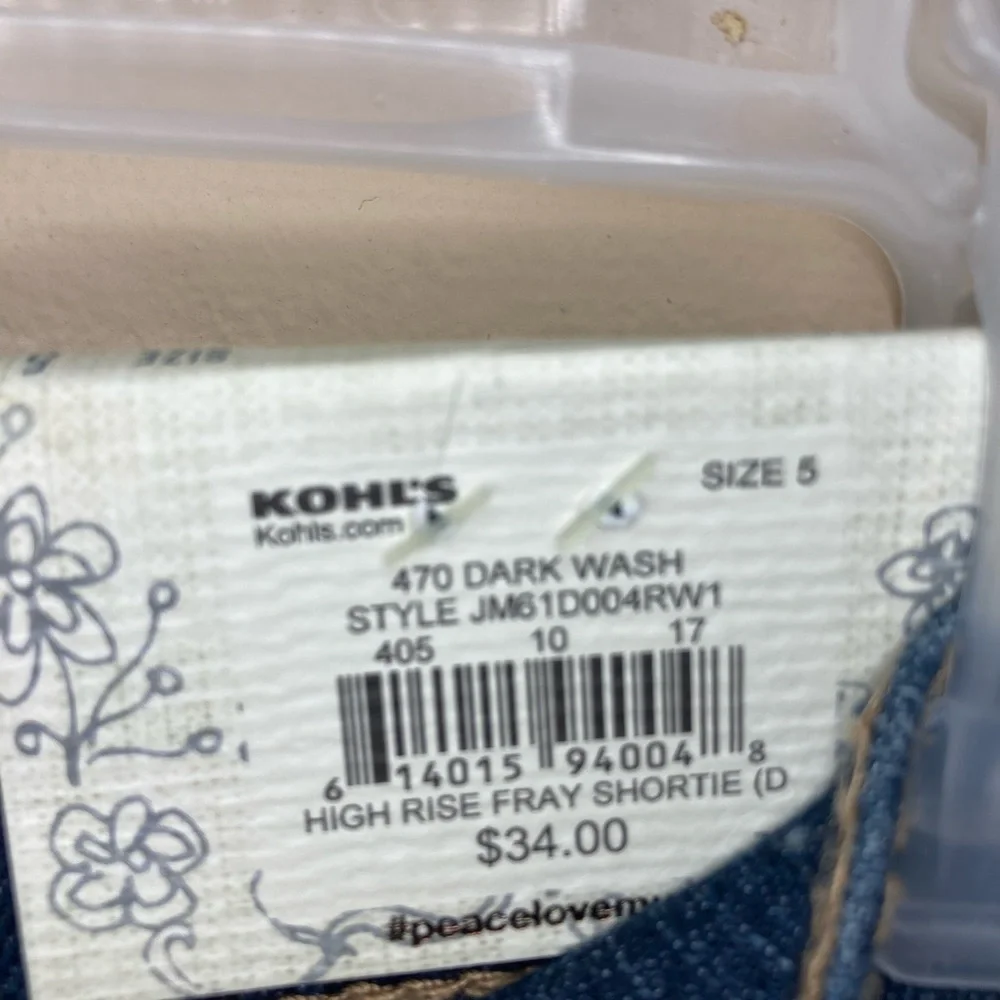 KOHL'S
Kohls.com
SIZE 5
470 DARK WASH
STYLE JM61D004RW1
405 10 17
6 14015 94004 8
HIGH RISE FRAY SHORTIE (D
$34.00
#peacelovem